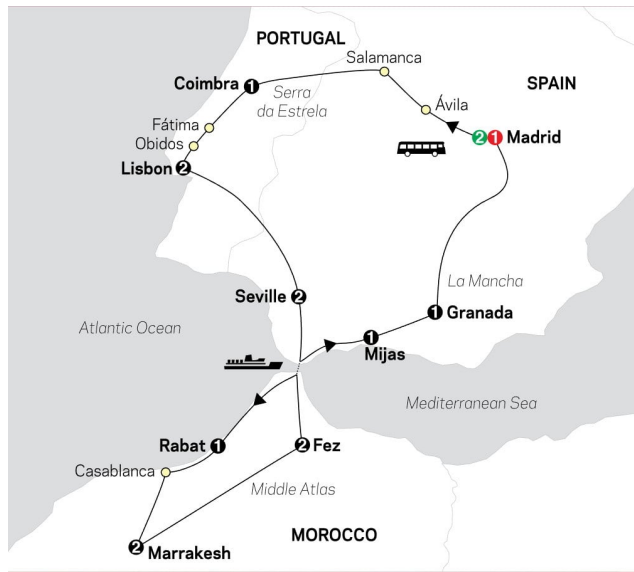 PORTUGAL
Salamanca
Coimbra 1
Serra
da Estrela
SPAIN
Ávila
Fátima
Obidos
2 1 Madrid
Lisbon 2
La Mancha
Seville 2
1 Granada
Atlantic Ocean
1
Mijas
Mediterranean Sea
Rabat 1
2 Fez
Casablanca
Middle Atlas
MOROCCO
2 Marrakesh